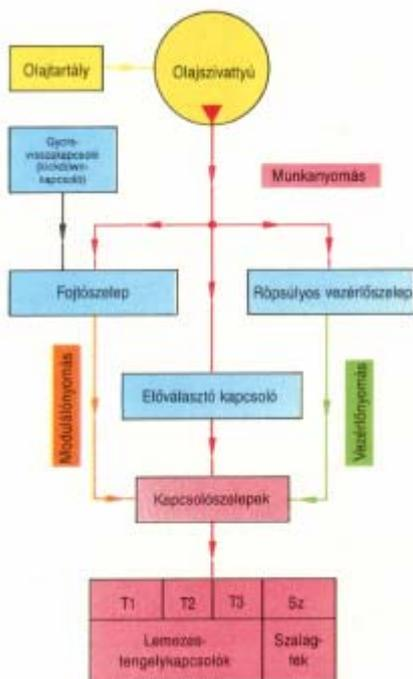 Olajtartály
Olajszivattyú
Gyors-
visszakapcsoló
(kickdown-
kapcsoló)
Munkanyomás
Fojtószelep
Röpsúlyos vezérlőszelep
Modulálónyomás
Előválasztó kapcsoló
Vezérlőnyomás
Kapcsolószelepek
T1
T2
T3
Sz
Lemezes-
tengelykapcsolók
Szalag-
fék